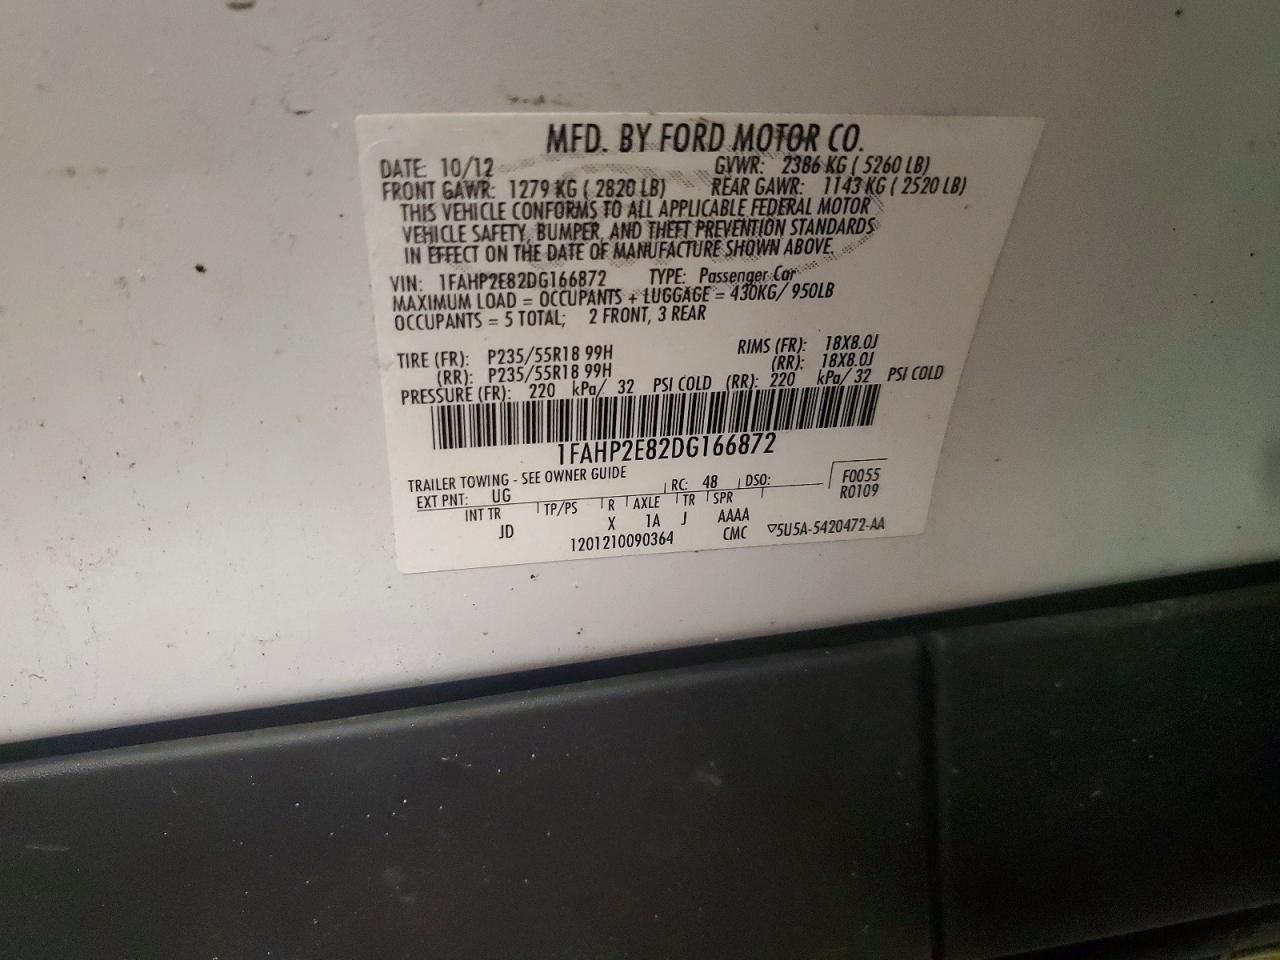 MFD. BY FORD MOTOR CO.
DATE: 10/12 GVWR: 2386 KG ( 5260 LB)
FRONT GAWR: 1279 KG ( 2820 LB) REAR GAWR: 1143 KG ( 2520 LB)
THIS VEHICLE CONFORMS TO ALL APPLICABLE FEDERAL MOTOR
VEHICLE SAFETY, BUMPER, AND THEFT PREVENTION STANDARDS
IN EFFECT ON THE DATE OF MANUFACTURE SHOWN ABOVE.
VIN: 1FAHP2E82DG166872 TYPE: Passenger Car
MAXIMUM LOAD = OCCUPANTS + LUGGAGE = 430KG/ 950LB
OCCUPANTS = 5 TOTAL; 2 FRONT, 3 REAR
TIRE (FR): P235/55R18 99H RIMS (FR): 18X8.0J
(RR): P235/55R18 99H (RR): 18X8.0J
PRESSURE (FR): 220 kPa/ 32 PSI COLD (RR): 220 kPa/ 32 PSI COLD
1FAHP2E82DG166872
TRAILER TOWING - SEE OWNER GUIDE
EXT PNT: UG RC: 48 DSO: F0055
INT TR TP/PS R AXLE TR SPR R0109
JD X 1A J AAAA
1201210090364 CMC ▽5U5A-5420472-AA